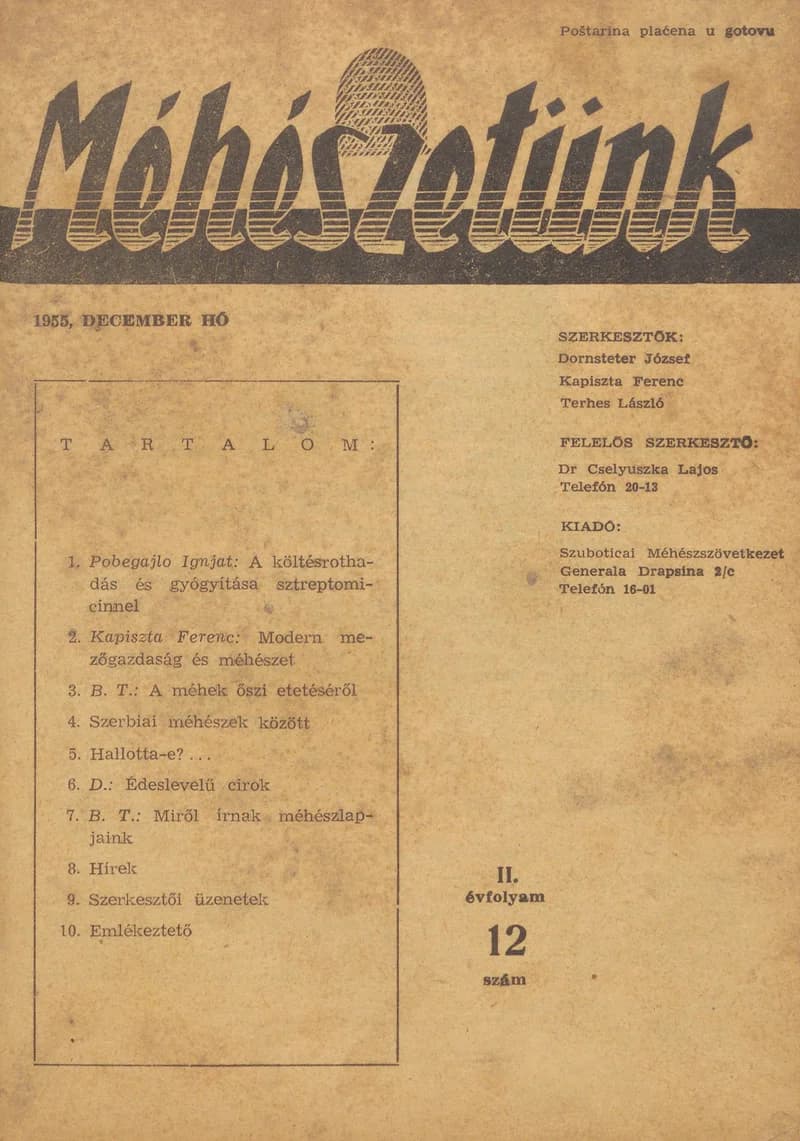 Poštarina plaćena u gotovu
Méhészetünk
1955, DECEMBER HÓ
TARTALOM:
1. Pobegajlo Ignjat: A költésrotha-
dás és gyógyítása sztreptomi-
cinnel
2. Kapiszta Ferenc: Modern me-
zőgazdaság és méhészet
3. B. T.: A méhek őszi etetéséről
4. Szerbiai méhészek között
5. Hallotta-e? . . .
6. D.: Édeslevelű cirok
7. B. T.: Miről írnak méhészlap-
jaink
8. Hírek
9. Szerkesztői üzenetek
10. Emlékeztető
SZERKESZTŐK:
Dornsteter József
Kapiszta Ferenc
Terhes László
FELELŐS SZERKESZTŐ:
Dr Cselyuszka Lajos
Telefón 20-13
KIADÓ:
Szuboticai Méhészszövetkezet
Generala Drapsina 2/c
Telefón 16-01
II.
évfolyam
12
szám